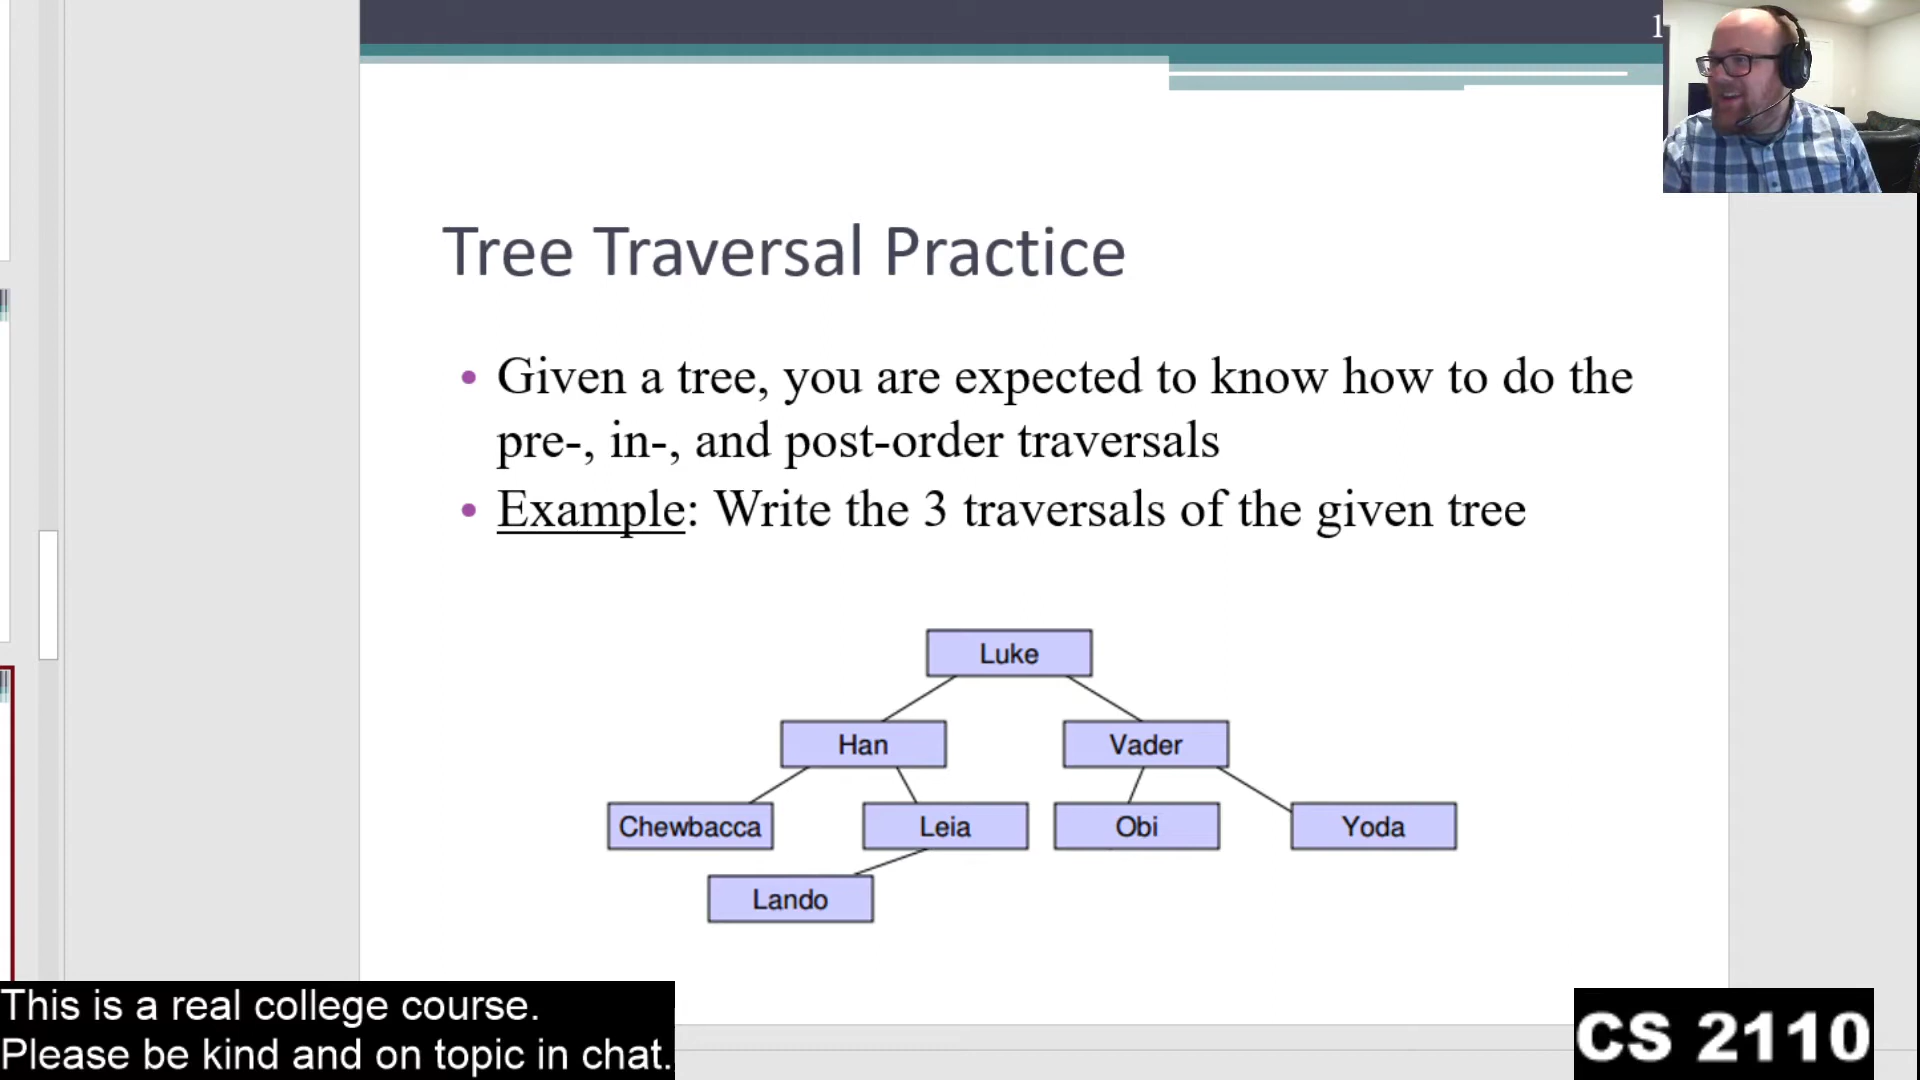 1
Tree Traversal Practice
• Given a tree, you are expected to know how to do the
pre-, in-, and post-order traversals
• Example: Write the 3 traversals of the given tree
Luke
Han Vader
Chewbacca Leia Obi Yoda
Lando
This is a real college course.
Please be kind and on topic in chat.
CS 2110